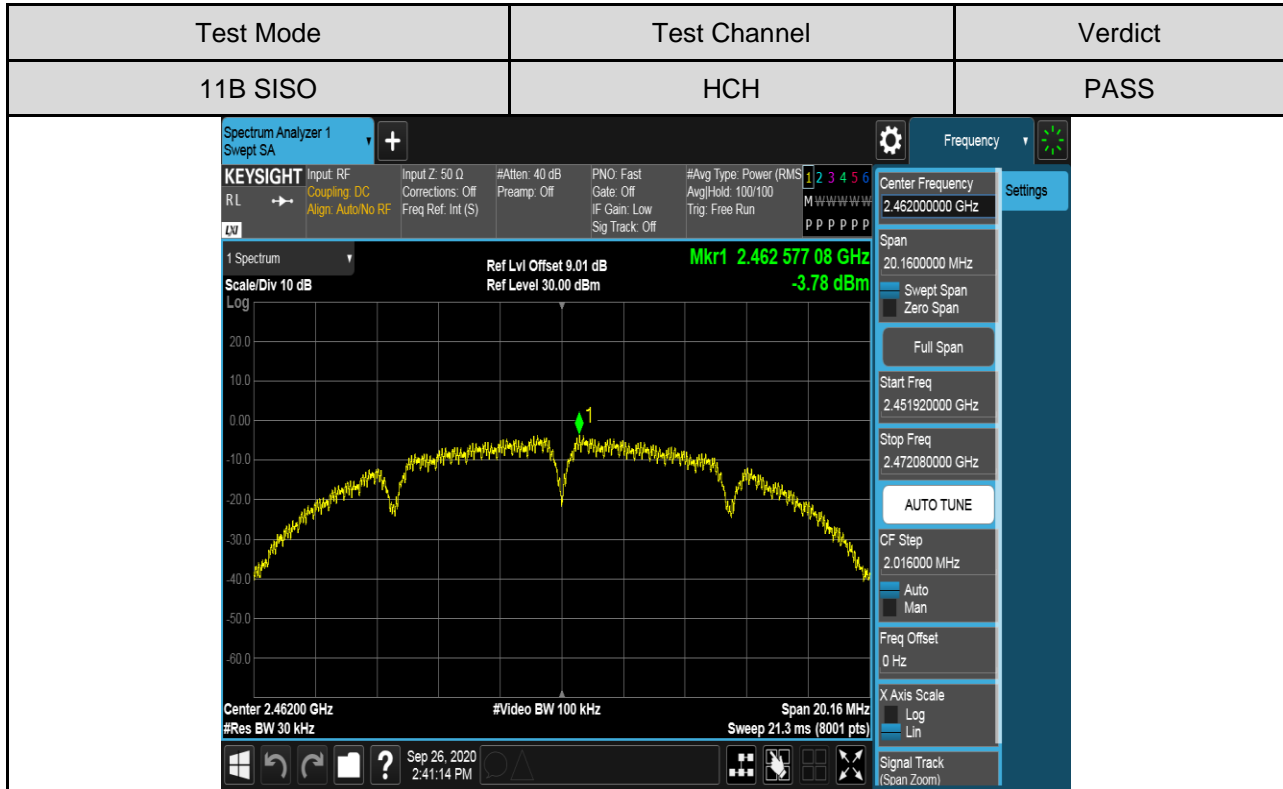 Test Mode Test Channel Verdict
11B SISO HCH PASS
Spectrum Analyzer 1
Swept SA
Frequency
KEYSIGHT
RL
LXI
Input: RF
Coupling: DC
Align: Auto/No RF
Input Z: 50 Ω
Corrections: Off
Freq Ref: Int (S)
#Atten: 40 dB
Preamp: Off
PNO: Fast
Gate: Off
IF Gain: Low
Sig Track: Off
#Avg Type: Power (RMS
Avg|Hold: 100/100
Trig: Free Run
1 2 3 4 5 6
M W W W W W
P P P P P P
1 Spectrum
Scale/Div 10 dB
Ref Lvl Offset 9.01 dB
Ref Level 30.00 dBm
Mkr1 2.462 577 08 GHz
-3.78 dBm
Log
20.0
10.0
0.00
-10.0
-20.0
-30.0
-40.0
-50.0
-60.0
1
Center 2.46200 GHz
#Res BW 30 kHz
#Video BW 100 kHz
Span 20.16 MHz
Sweep 21.3 ms (8001 pts)
?
Sep 26, 2020
2:41:14 PM
Center Frequency
2.462000000 GHz
Span
20.1600000 MHz
Swept Span
Zero Span
Full Span
Start Freq
2.451920000 GHz
Stop Freq
2.472080000 GHz
AUTO TUNE
CF Step
2.016000 MHz
Auto
Man
Freq Offset
0 Hz
X Axis Scale
Log
Lin
Signal Track
(Span Zoom)
Settings